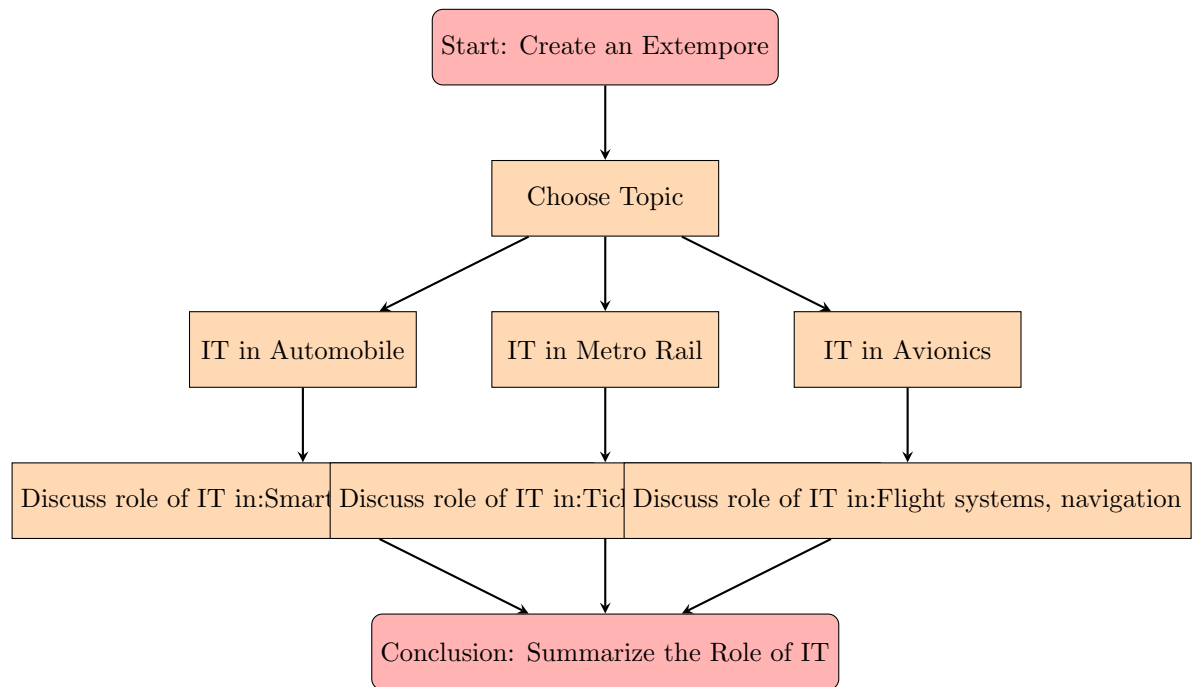 Start: Create an Extempore
Choose Topic
IT in Automobile
IT in Metro Rail
IT in Avionics
Discuss role of IT in:Smart
Discuss role of IT in:
Discuss role of IT in:Flight systems, navigation
Conclusion: Summarize the Role of IT